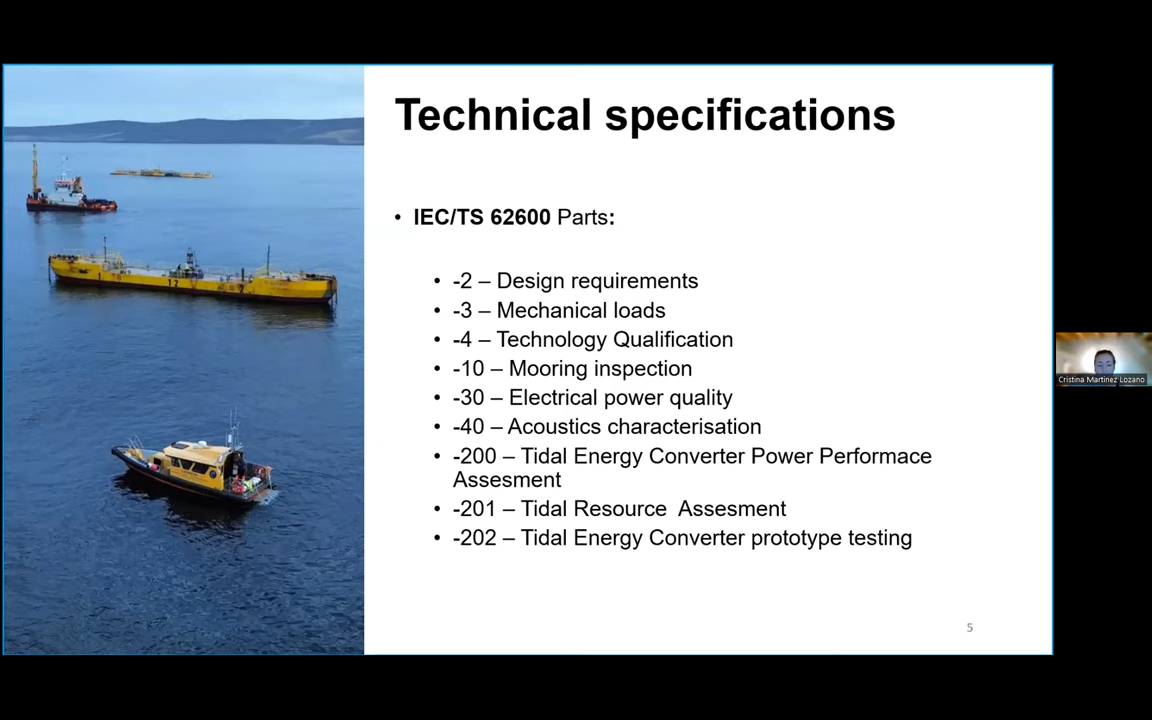 Technical specifications
• IEC/TS 62600 Parts:
• -2 – Design requirements
• -3 – Mechanical loads
• -4 – Technology Qualification
• -10 – Mooring inspection
• -30 – Electrical power quality
• -40 – Acoustics characterisation
• -200 – Tidal Energy Converter Power Performace
Assesment
• -201 – Tidal Resource  Assesment
• -202 – Tidal Energy Converter prototype testing
5
Cristina Martinez Lozano
12